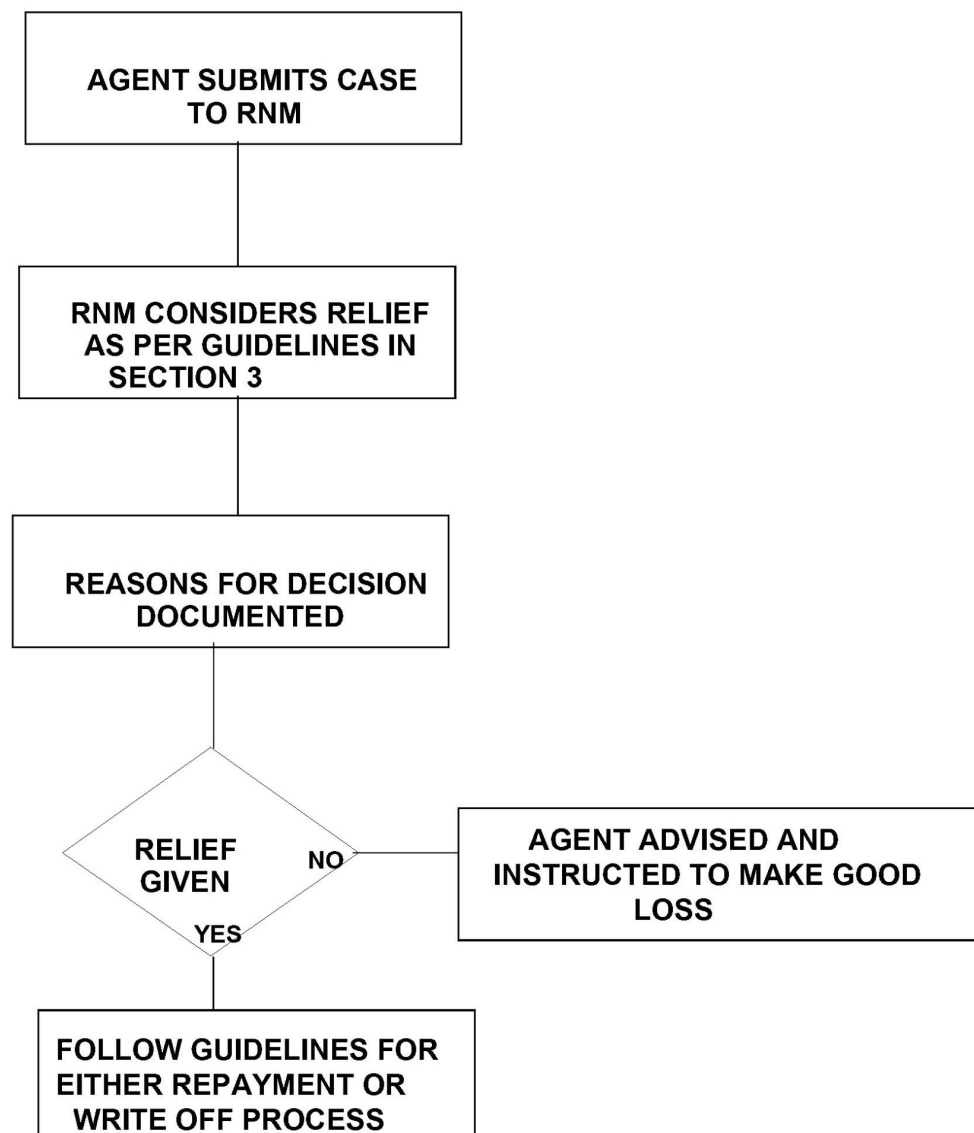 AGENT SUBMITS CASE
TO RNM
RNM CONSIDERS RELIEF
AS PER GUIDELINES IN
SECTION 3
REASONS FOR DECISION
DOCUMENTED
RELIEF
GIVEN
NO
YES
AGENT ADVISED AND
INSTRUCTED TO MAKE GOOD
LOSS
FOLLOW GUIDELINES FOR
EITHER REPAYMENT OR
WRITE OFF PROCESS